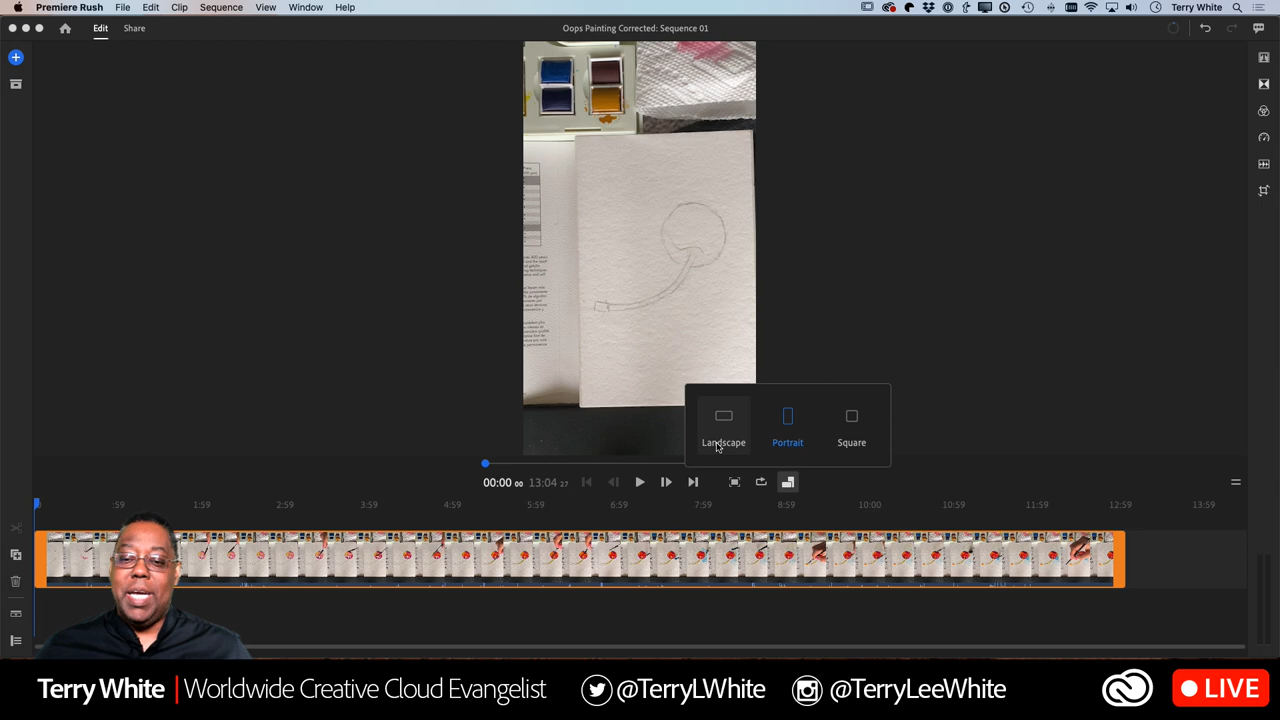 Premiere Rush File Edit Clip Sequence View Window Help Terry White
Edit Share Oops Painting Corrected: Sequence 01
Landscape Portrait Square
00:00 00 13:04 27
:59 1:59 2:59 3:59 4:59 5:59 6:59 7:59 8:59 10:00 10:59 11:59 12:59 13:59
Terry White | Worldwide Creative Cloud Evangelist @TerryLWhite @TerryLeeWhite LIVE